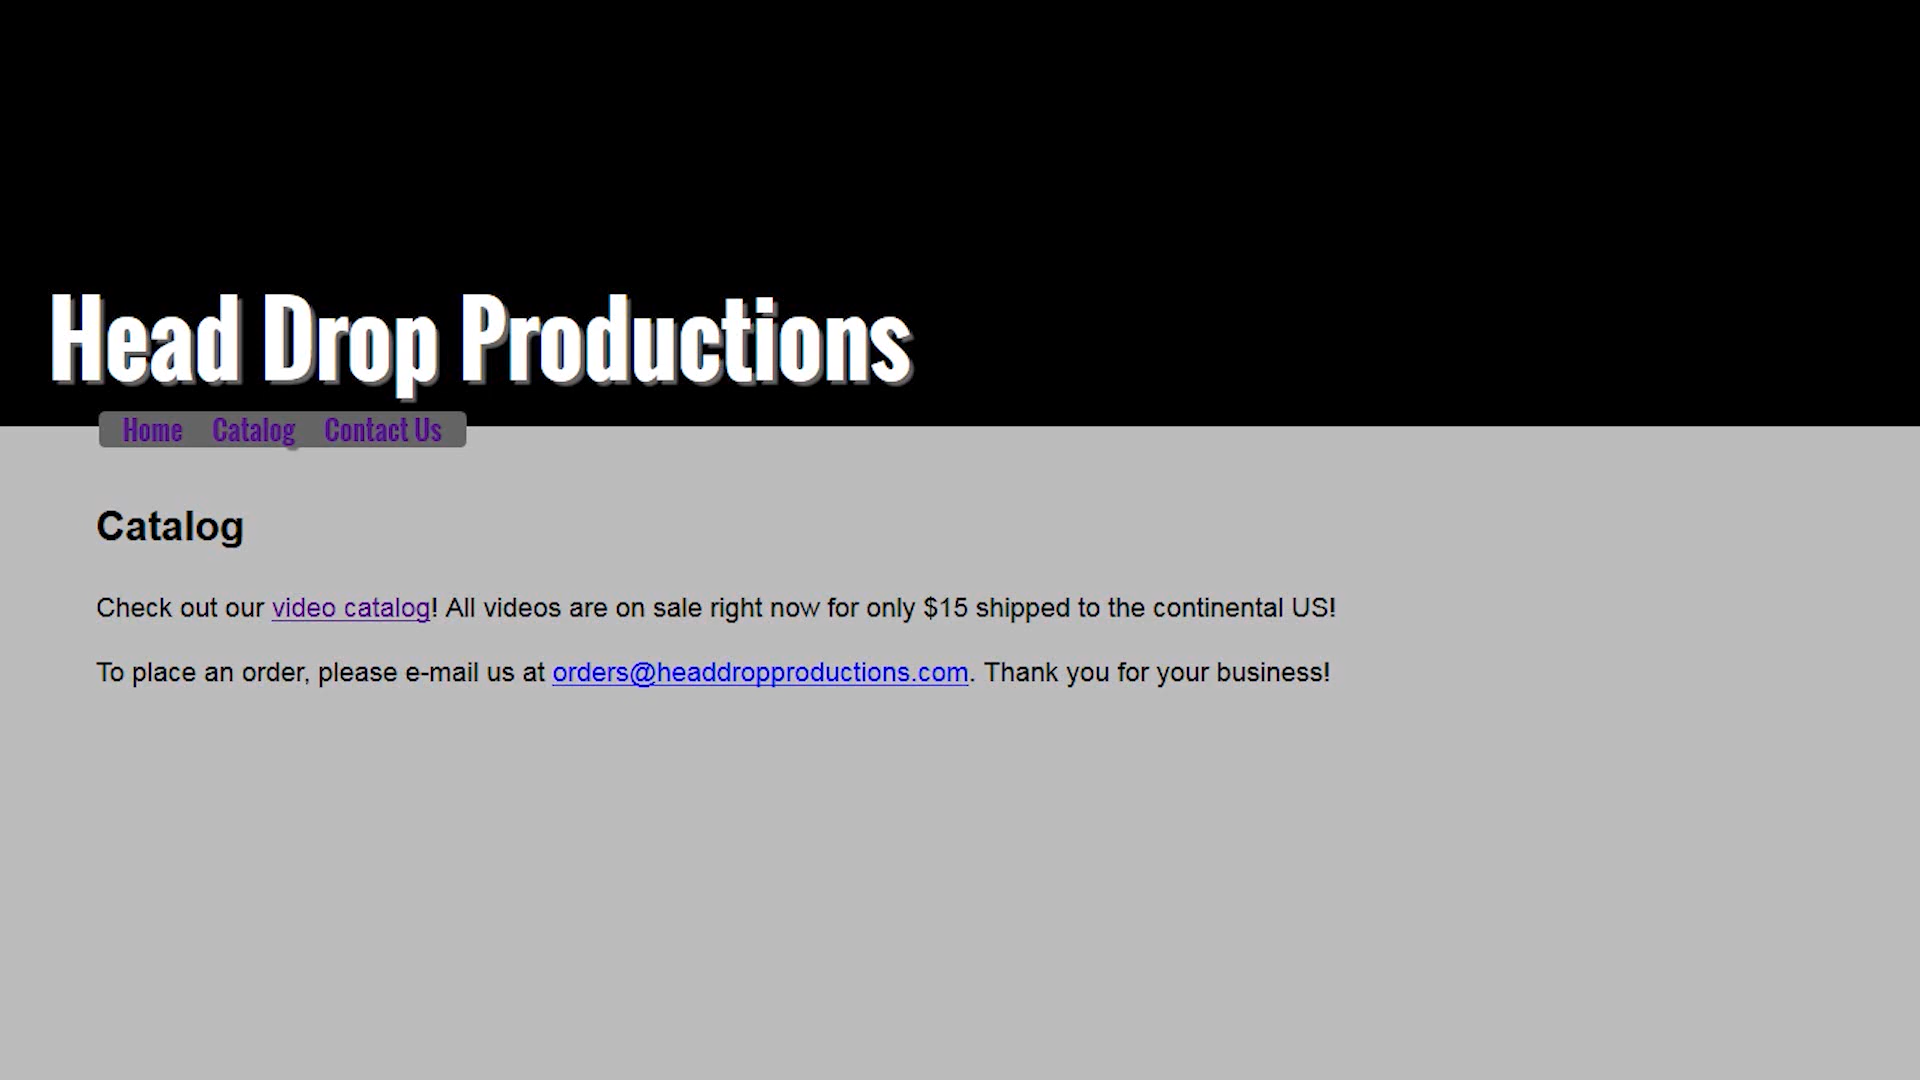 Head Drop Productions
Home Catalog Contact Us
Catalog
Check out our video catalog! All videos are on sale right now for only $15 shipped to the continental US!
To place an order, please e-mail us at orders@headdropproductions.com. Thank you for your business!